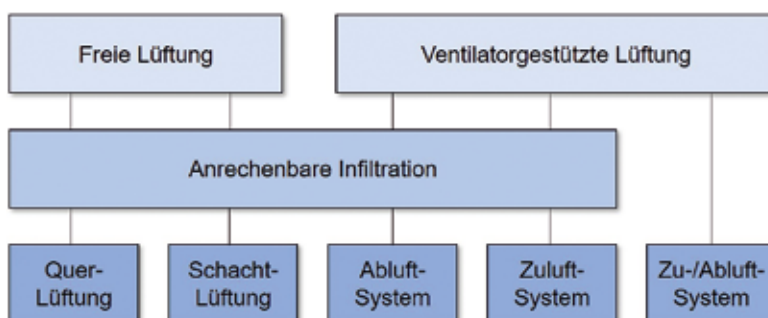 Freie Lüftung
Ventilatorgestützte Lüftung
Anrechenbare Infiltration
Quer-
Lüftung
Schacht-
Lüftung
Abluft-
System
Zuluft-
System
Zu-/Abluft-
System